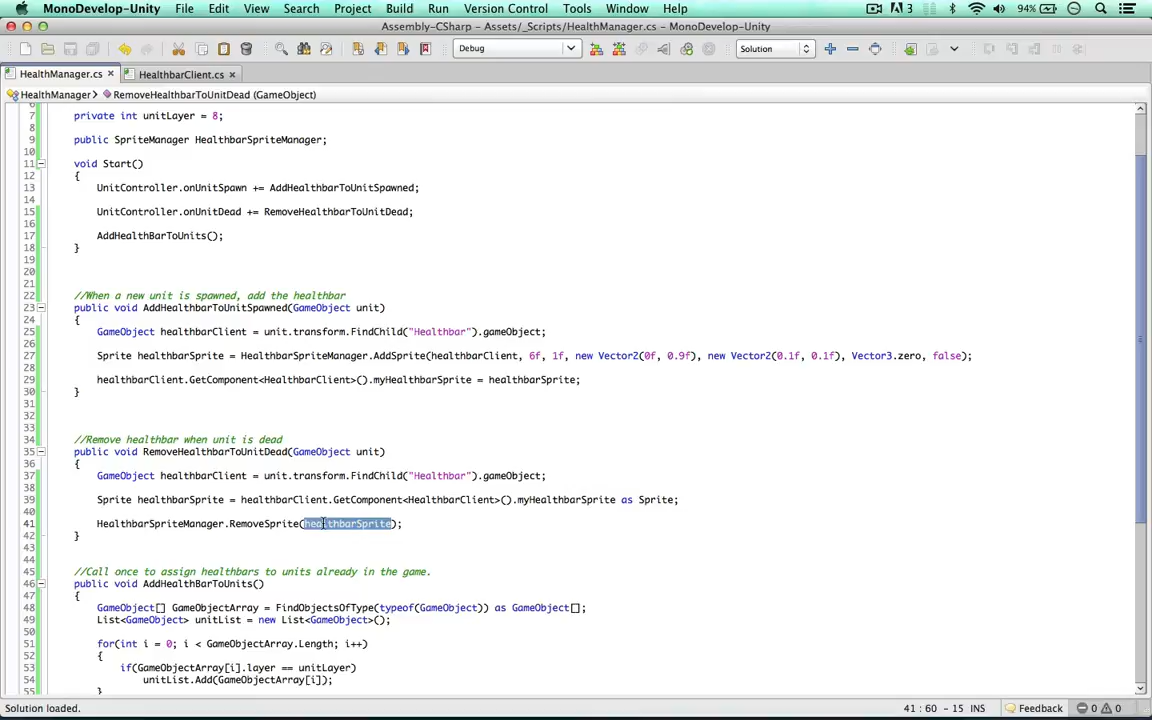 MonoDevelop-Unity File Edit View Search Project Build Run Version Control Tools Window Help 3 94%
Assembly-CSharp – Assets/_Scripts/HealthManager.cs – MonoDevelop-Unity
Debug Solution
HealthManager.cs × HealthbarClient.cs ×
HealthManager RemoveHealthbarToUnitDead (GameObject)
6
7 private int unitLayer = 8;
8
9 public SpriteManager HealthbarSpriteManager;
10
11 void Start()
12 {
13 UnitController.onUnitSpawn += AddHealthbarToUnitSpawned;
14
15 UnitController.onUnitDead += RemoveHealthbarToUnitDead;
16
17 AddHealthBarToUnits();
18 }
19
20
21
22 //When a new unit is spawned, add the healthbar
23 public void AddHealthbarToUnitSpawned(GameObject unit)
24 {
25 GameObject healthbarClient = unit.transform.FindChild("Healthbar").gameObject;
26
27 Sprite healthbarSprite = HealthbarSpriteManager.AddSprite(healthbarClient, 6f, 1f, new Vector2(0f, 0.9f), new Vector2(0.1f, 0.1f), Vector3.zero, false);
28
29 healthbarClient.GetComponent<HealthbarClient>().myHealthbarSprite = healthbarSprite;
30 }
31
32
33
34 //Remove healthbar when unit is dead
35 public void RemoveHealthbarToUnitDead(GameObject unit)
36 {
37 GameObject healthbarClient = unit.transform.FindChild("Healthbar").gameObject;
38
39 Sprite healthbarSprite = healthbarClient.GetComponent<HealthbarClient>().myHealthbarSprite as Sprite;
40
41 HealthbarSpriteManager.RemoveSprite(healthbarSprite);
42 }
43
44
45 //Call once to assign healthbars to units already in the game.
46 public void AddHealthBarToUnits()
47 {
48 GameObject[] GameObjectArray = FindObjectsOfType(typeof(GameObject)) as GameObject[];
49 List<GameObject> unitList = new List<GameObject>();
50
51 for(int i = 0; i < GameObjectArray.Length; i++)
52 {
53 if(GameObjectArray[i].layer == unitLayer)
54 unitList.Add(GameObjectArray[i]);
55 }
Solution loaded. 41 : 60 - 15 INS Feedback 0 0